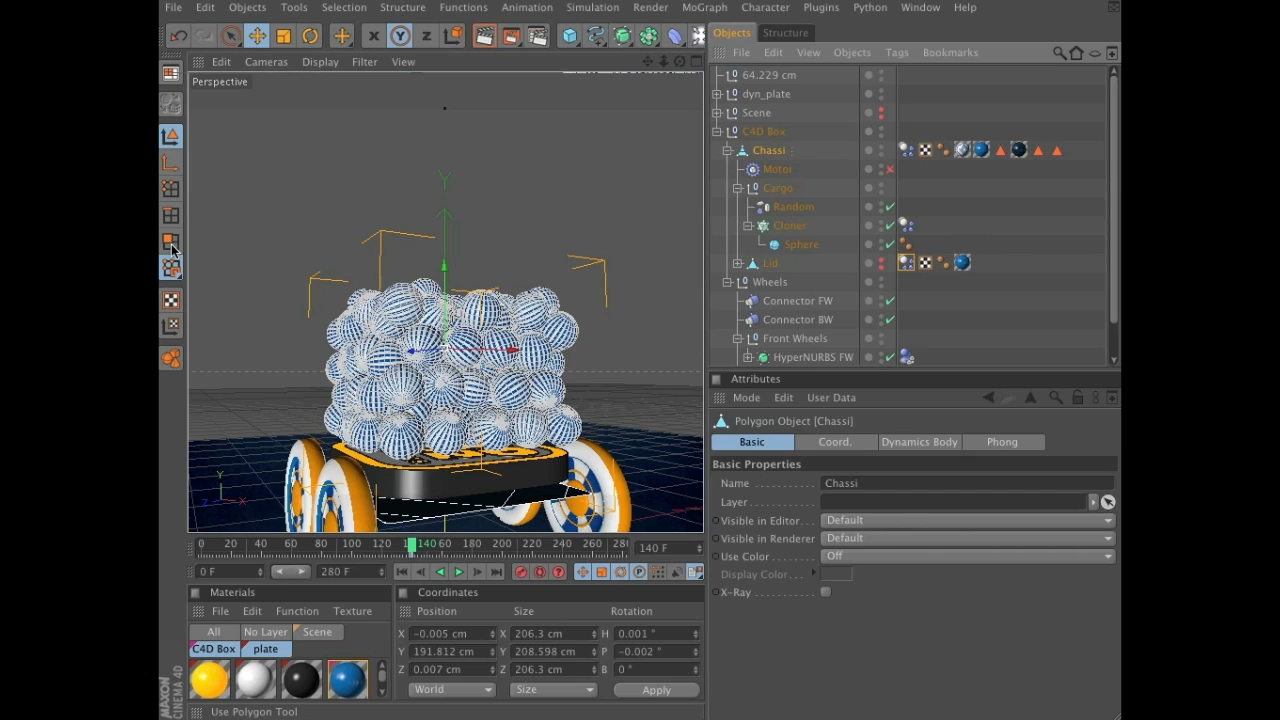 File Edit Objects Tools Selection Structure Functions Animation Simulation Render MoGraph Character Plugins Python Window Help
X Y Z
Objects Structure
File Edit View Objects Tags Bookmarks
Edit Cameras Display Filter View
Perspective
64.229 cm
dyn_plate
Scene
C4D Box
Chassi
Motor
Cargo
Random
Cloner
Sphere
Lid
Wheels
Connector FW
Connector BW
Front Wheels
HyperNURBS FW
Y
Y
Z X
Attributes
Mode Edit User Data
Polygon Object [Chassi]
Basic Coord. Dynamics Body Phong
Basic Properties
Name Chassi
Layer
Visible in Editor Default
Visible in Renderer Default
Use Color Off
Display Color
X-Ray
0 20 40 60 80 100 120 140 60 180 200 220 240 260 28
140 F
0 F 280 F
Materials
File Edit Function Texture
All No Layer Scene
C4D Box plate
Coordinates
Position Size Rotation
X -0.005 cm X 206.3 cm H 0.001 °
Y 191.812 cm Y 208.598 cm P -0.002 °
Z 0.007 cm Z 206.3 cm B 0 °
World Size Apply
MAXON
CINEMA 4D
Use Polygon Tool